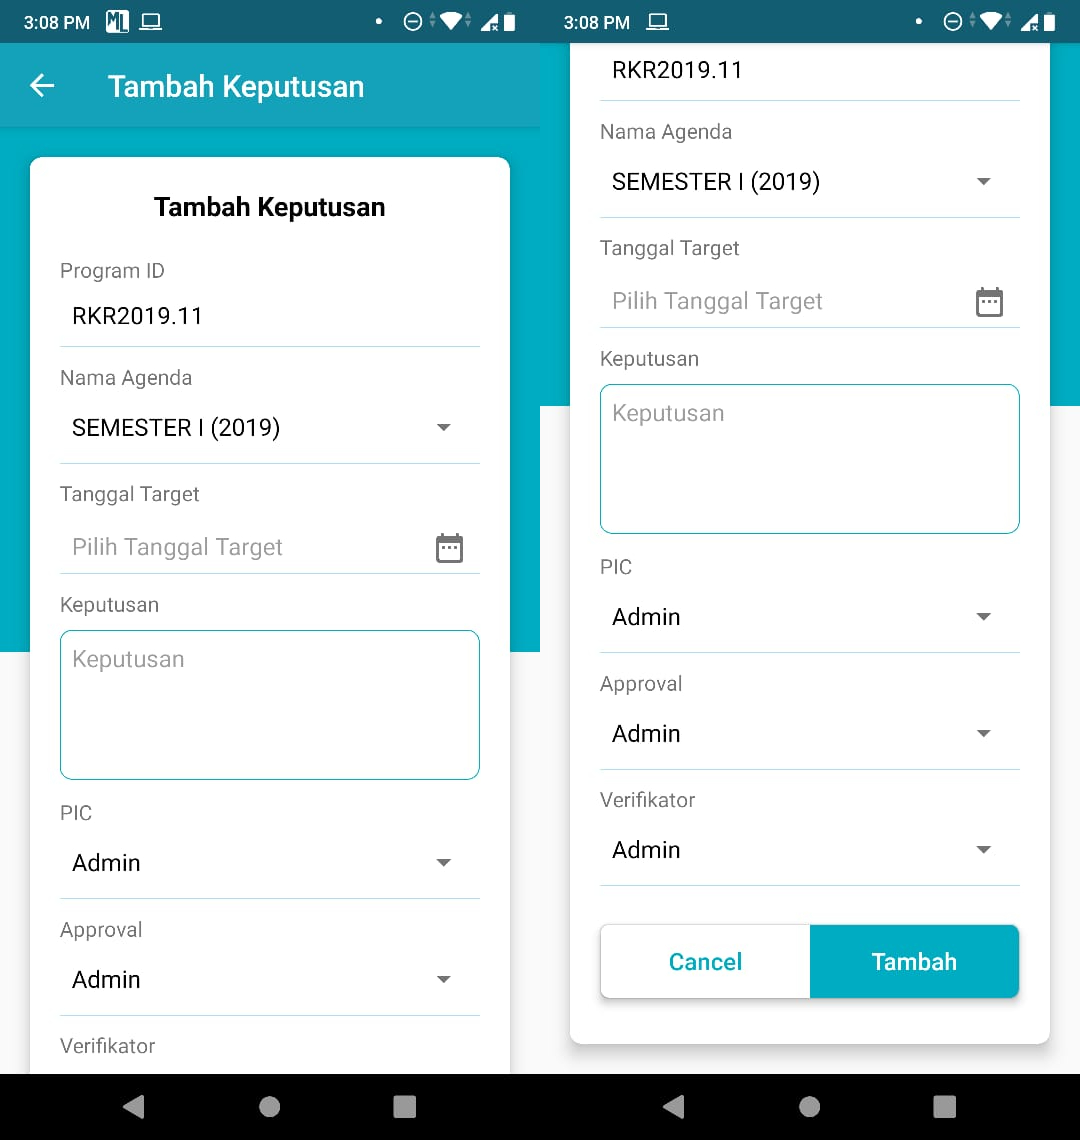 3:08 PM ML
Tambah Keputusan
Tambah Keputusan
Program ID
RKR2019.11
Nama Agenda
SEMESTER I (2019)
Tanggal Target
Pilih Tanggal Target
Keputusan
Keputusan
PIC
Admin
Approval
Admin
Verifikator
3:08 PM
RKR2019.11
Nama Agenda
SEMESTER I (2019)
Tanggal Target
Pilih Tanggal Target
Keputusan
Keputusan
PIC
Admin
Approval
Admin
Verifikator
Admin
Cancel
Tambah